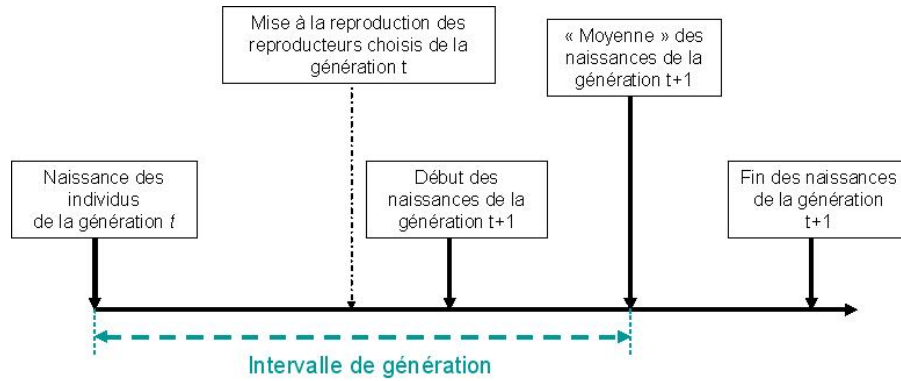 Mise à la reproduction des
reproducteurs choisis de la
génération t
« Moyenne » des
naissances de la
génération t+1
Naissance des
individus
de la génération t
Début des
naissances de la
génération t+1
Fin des naissances
de la génération
t+1
Intervalle de génération